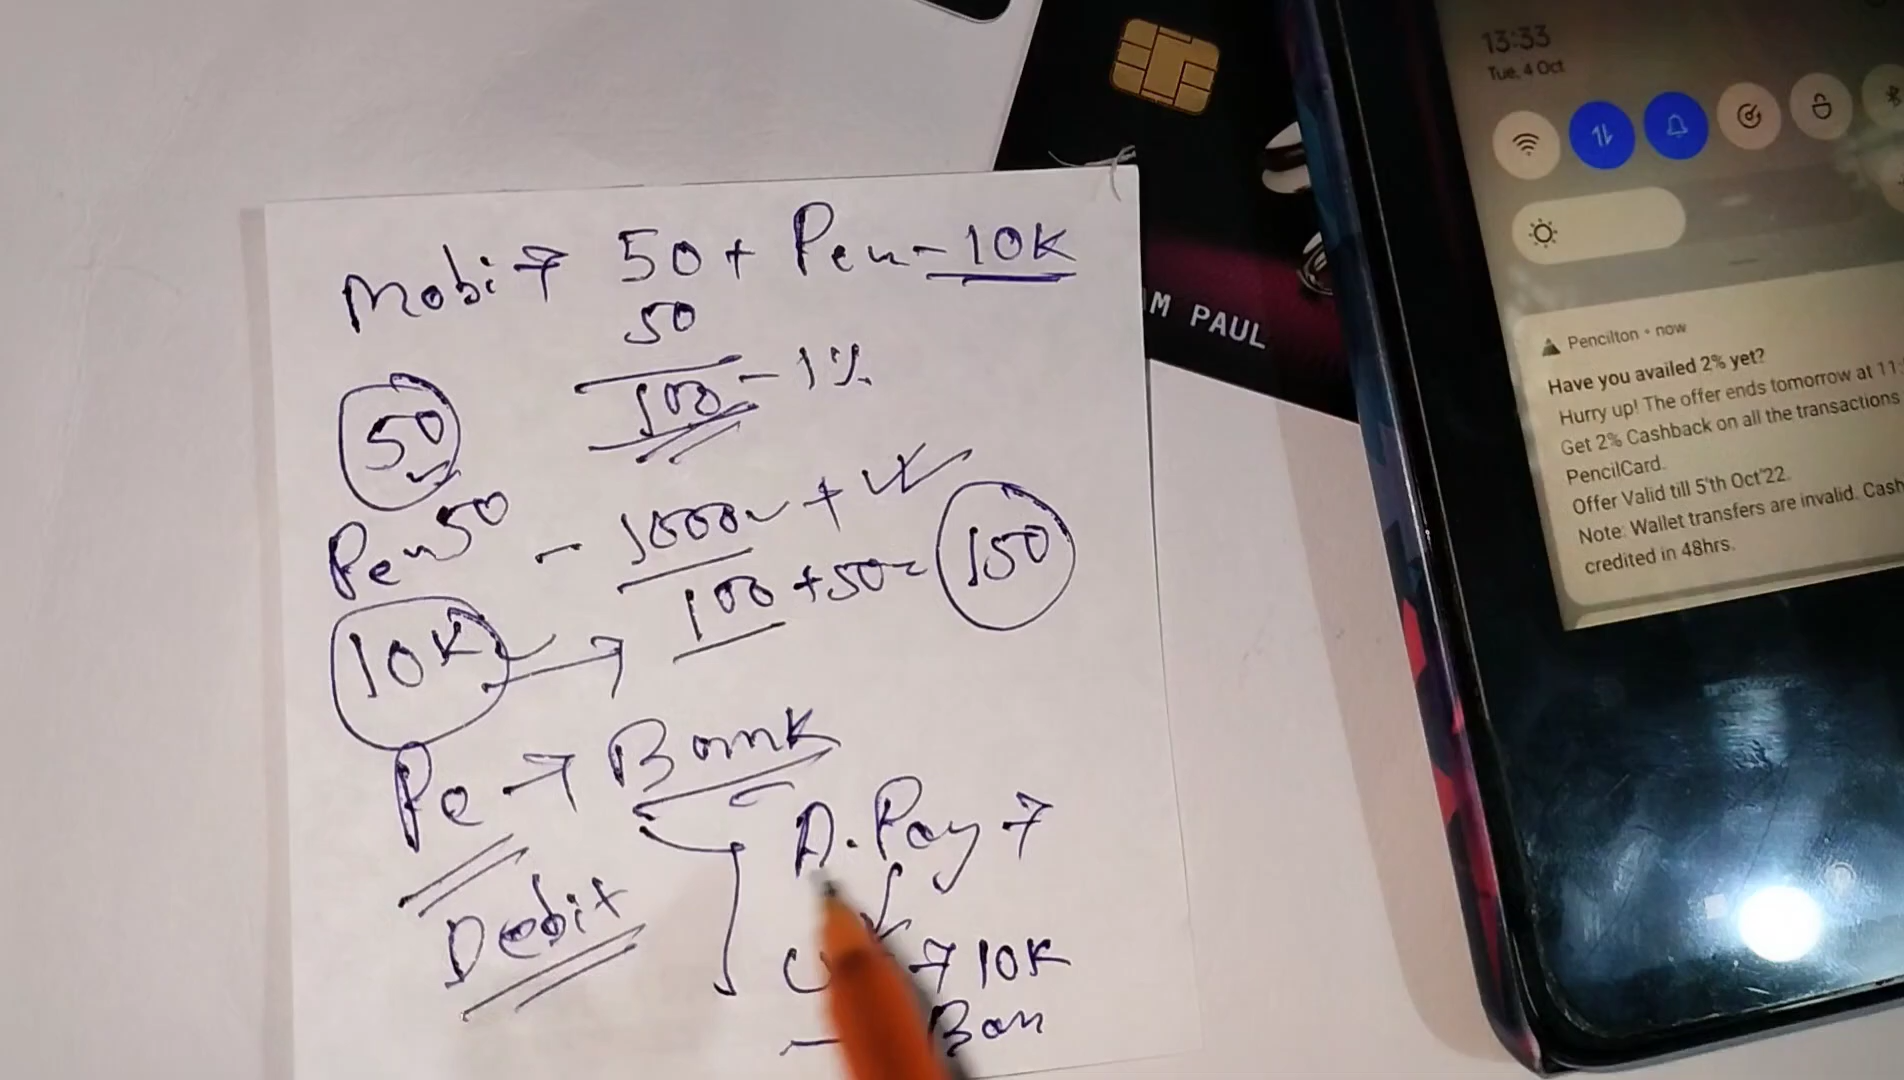 Mobi → 50 + Pen - 10K
50
100 - 1%
50
Pen 50 - 1000 + 
100 + 50 = 150
10K →
Pe → Bank
Debit
A. Pay →
→ 10K
Ban
M PAUL
13:33
Tue, 4 Oct
Pencilton • now
Have you availed 2% yet?
Hurry up! The offer ends tomorrow at 11:
Get 2% Cashback on all the transactions
PencilCard.
Offer Valid till 5'th Oct'22.
Note: Wallet transfers are invalid. Cash
credited in 48hrs.